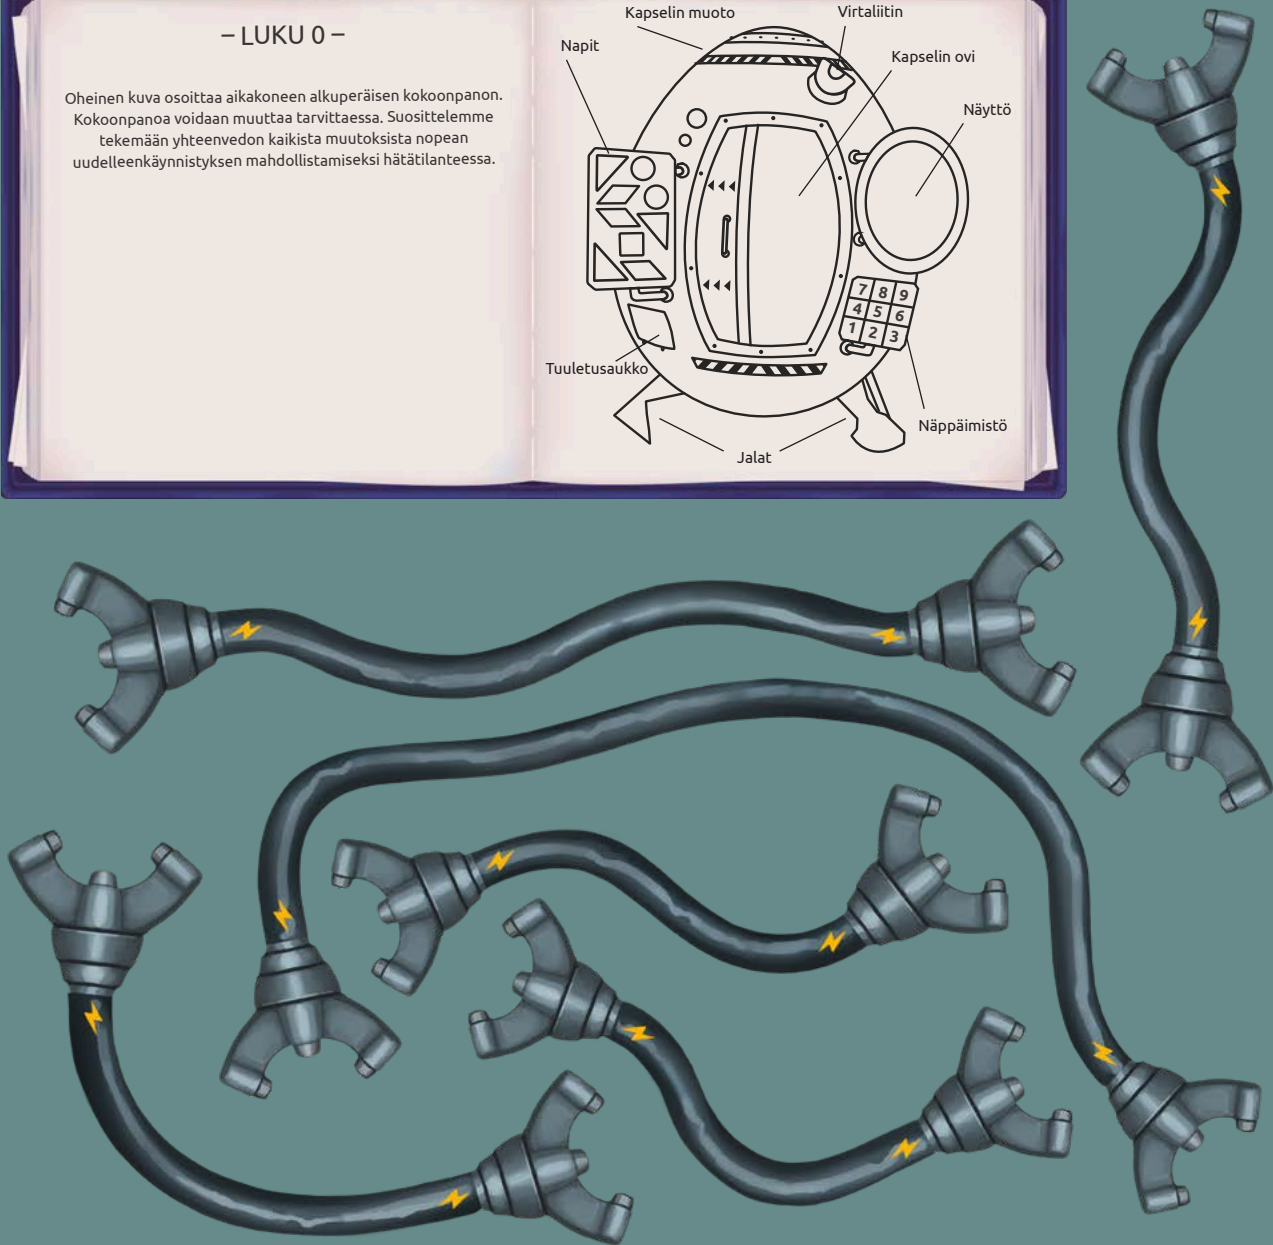 – LUKU 0 –
Oheinen kuva osoittaa aikakoneen alkuperäisen kokoonpanon.
Kokoonpanoa voidaan muuttaa tarvittaessa. Suosittelemme
tekemään yhteenvedon kaikista muutoksista nopean
uudelleenkäynnistyksen mahdollistamiseksi hätätilanteessa.
Kapselin muoto
Virtaliitin
Napit
Kapselin ovi
Näyttö
7 8 9
4 5 6
1 2 3
Tuuletusaukko
Näppäimistö
Jalat